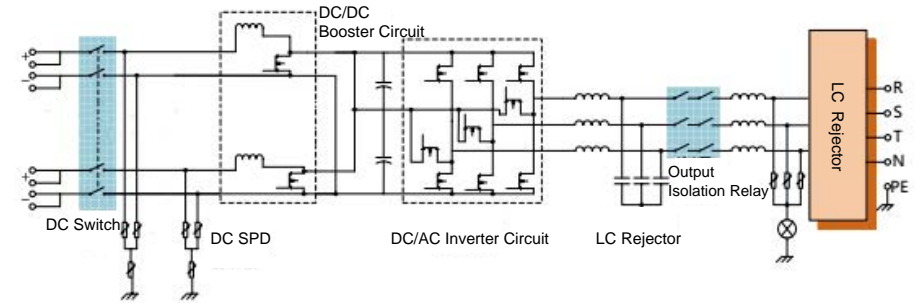 DC/DC
Booster Circuit
+
−
+
−
DC Switch
DC SPD
DC/AC Inverter Circuit
LC Rejector
Output
Isolation Relay
LC Rejector
R
S
T
N
PE